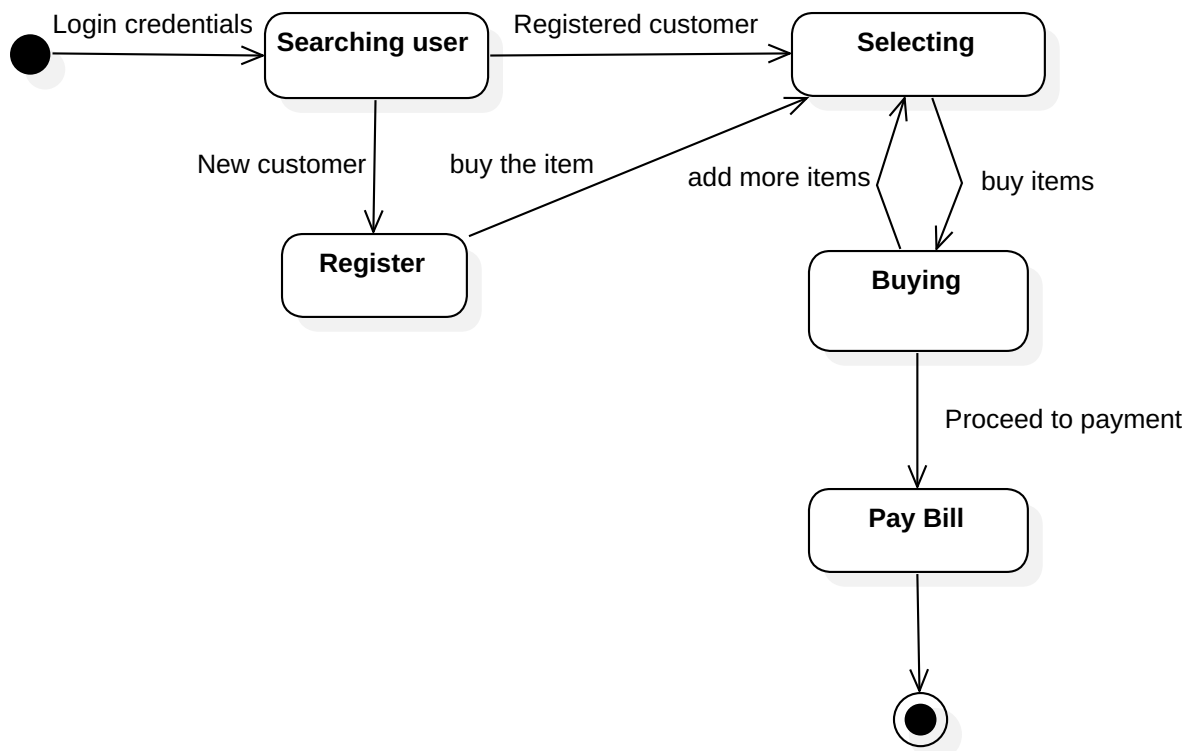 Login credentials
Searching user
Registered customer
Selecting
New customer
buy the item
add more items
buy items
Register
Buying
Proceed to payment
Pay Bill